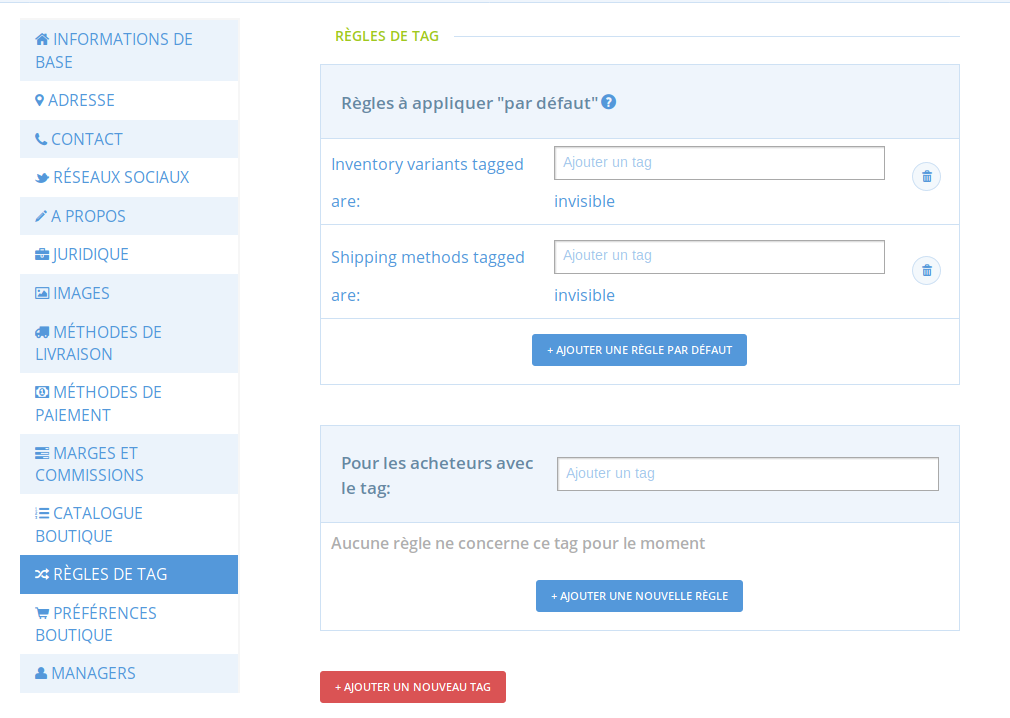 INFORMATIONS DE
BASE
ADRESSE
CONTACT
RÉSEAUX SOCIAUX
A PROPOS
JURIDIQUE
IMAGES
MÉTHODES DE
LIVRAISON
MÉTHODES DE
PAIEMENT
MARGES ET
COMMISSIONS
CATALOGUE
BOUTIQUE
RÈGLES DE TAG
PRÉFÉRENCES
BOUTIQUE
MANAGERS
RÈGLES DE TAG
Règles à appliquer "par défaut" ?
Inventory variants tagged Ajouter un tag
are: invisible
Shipping methods tagged Ajouter un tag
are: invisible
+ AJOUTER UNE RÈGLE PAR DÉFAUT
Pour les acheteurs avec
le tag:
Ajouter un tag
Aucune règle ne concerne ce tag pour le moment
+ AJOUTER UNE NOUVELLE RÈGLE
+ AJOUTER UN NOUVEAU TAG